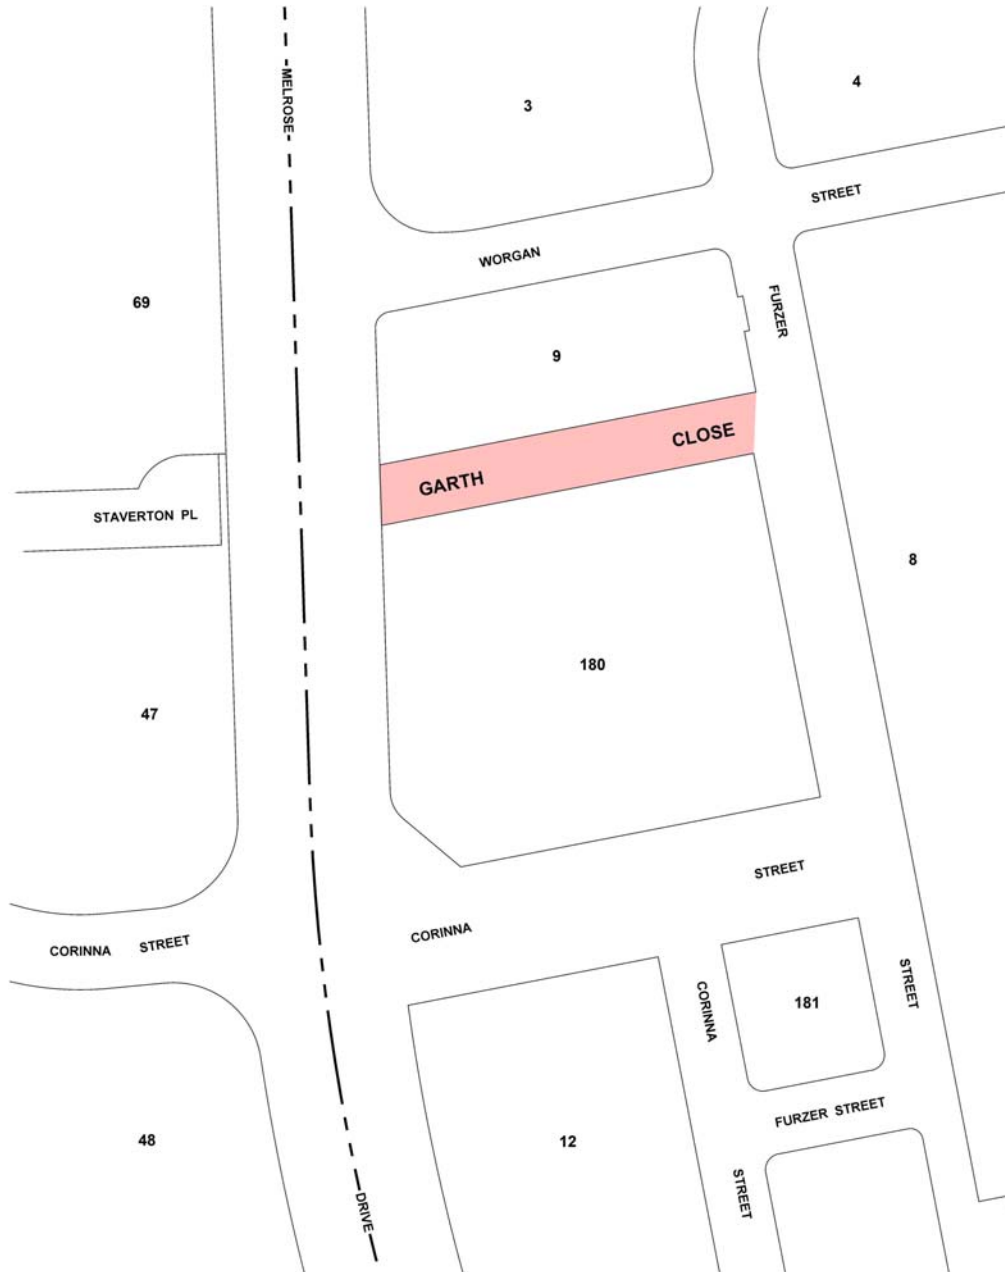 MELROSE
3
4
STREET
WORGAN
69
FURZER
9
CLOSE
GARTH
STAVERTON PL
8
180
47
STREET
CORINNA
CORINNA STREET
STREET
CORINNA
181
FURZER STREET
48
12
STREET
DRIVE